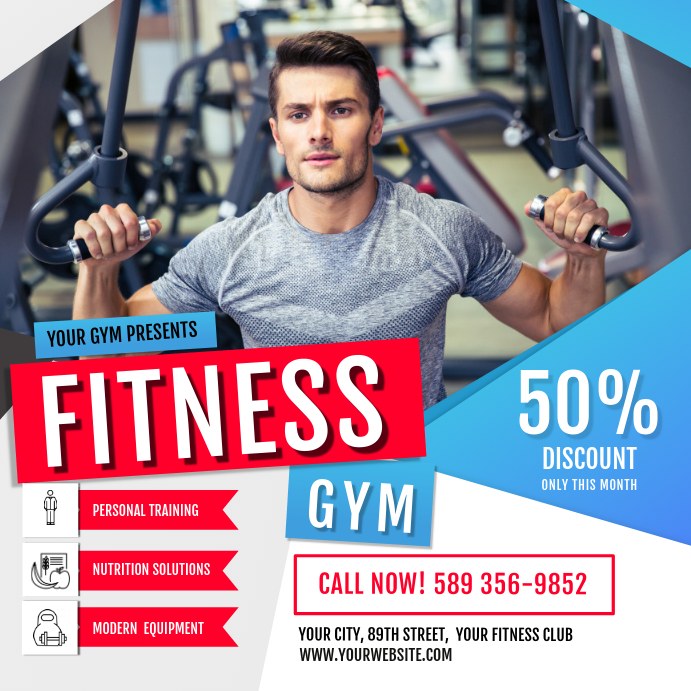 YOUR GYM PRESENTS
FITNESS
GYM
50%
DISCOUNT
ONLY THIS MONTH
PERSONAL TRAINING
NUTRITION SOLUTIONS
MODERN EQUIPMENT
CALL NOW! 589 356-9852
YOUR CITY, 89TH STREET, YOUR FITNESS CLUB
WWW.YOURWEBSITE.COM